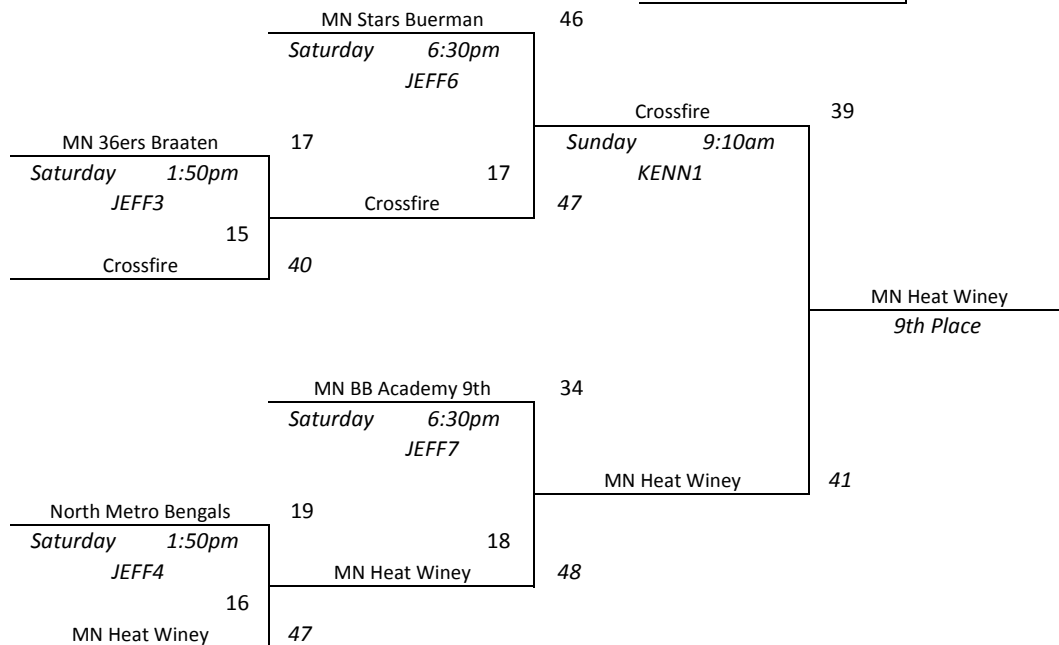 MN Stars Buerman 46
Saturday 6:30pm
JEFF6
Crossfire 39
MN 36ers Braaten 17
Sunday 9:10am
Saturday 1:50pm
17
KENN1
JEFF3
Crossfire 47
15
Crossfire 40
MN Heat Winey
9th Place
MN BB Academy 9th 34
Saturday 6:30pm
JEFF7
MN Heat Winey 41
North Metro Bengals 19
Saturday 1:50pm
18
JEFF4
MN Heat Winey 48
16
MN Heat Winey 47